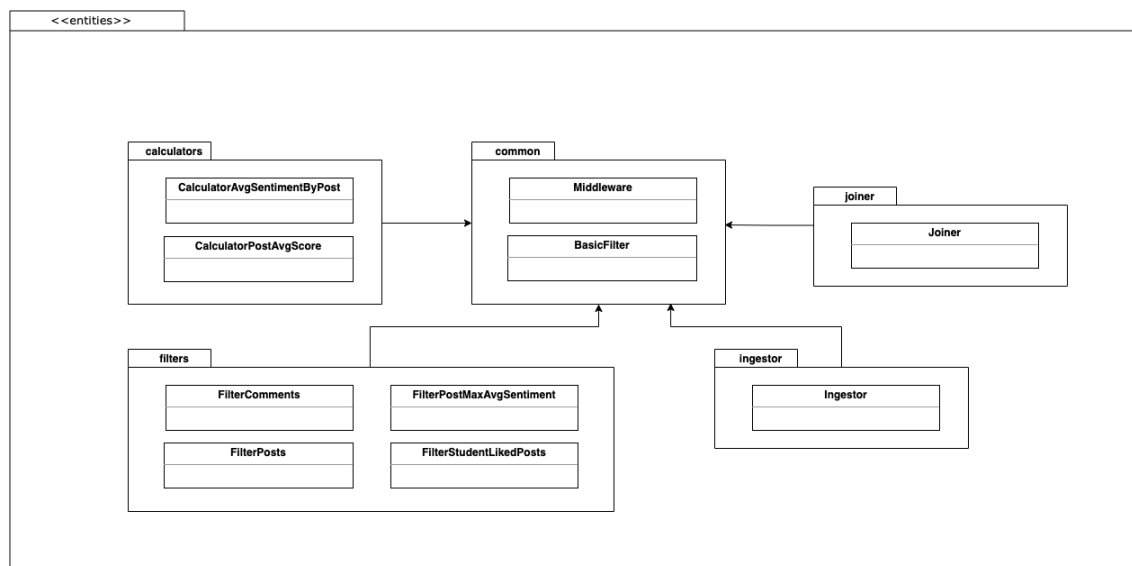 <<entities>>
calculators
CalculatorAvgSentimentByPost
CalculatorPostAvgScore
common
Middleware
BasicFilter
joiner
Joiner
filters
FilterComments
FilterPostMaxAvgSentiment
FilterPosts
FilterStudentLikedPosts
ingestor
Ingestor